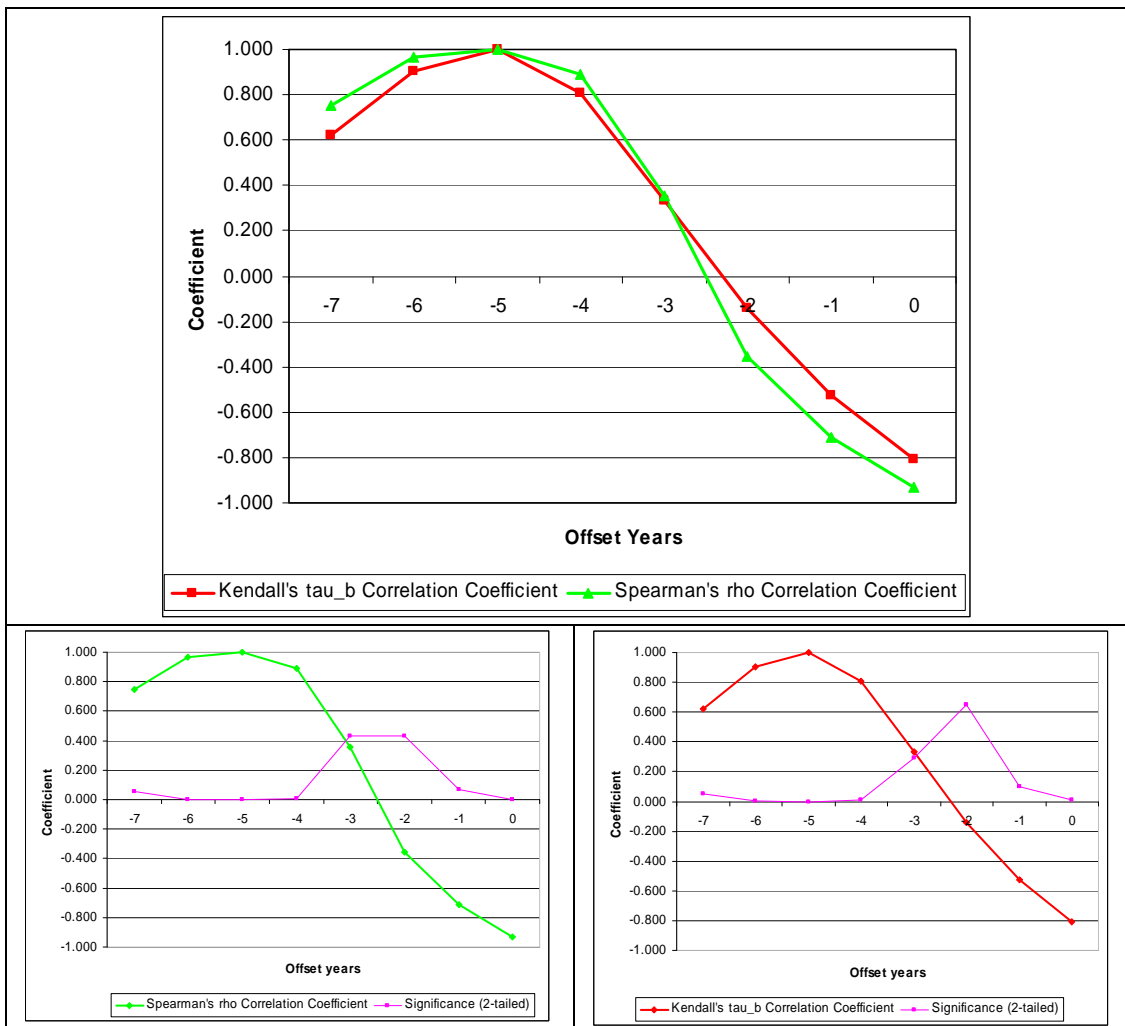 1.000
0.800
0.600
0.400
0.200
0.000
-0.200
-0.400
-0.600
-0.800
-1.000
Coefficient
-7 -6 -5 -4 -3 -2 -1 0
Offset Years
Kendall's tau_b Correlation Coefficient Spearman's rho Correlation Coefficient
1.000
0.800
0.600
0.400
0.200
0.000
-0.200
-0.400
-0.600
-0.800
-1.000
Coefficient
-7 -6 -5 -4 -3 -2 -1 0
Offset years
Spearman's rho Correlation Coefficient Significance (2-tailed)
1.000
0.800
0.600
0.400
0.200
0.000
-0.200
-0.400
-0.600
-0.800
-1.000
Coefficient
-7 -6 -5 -4 -3 -2 -1 0
Offset years
Kendall's tau_b Correlation Coefficient Significance (2-tailed)